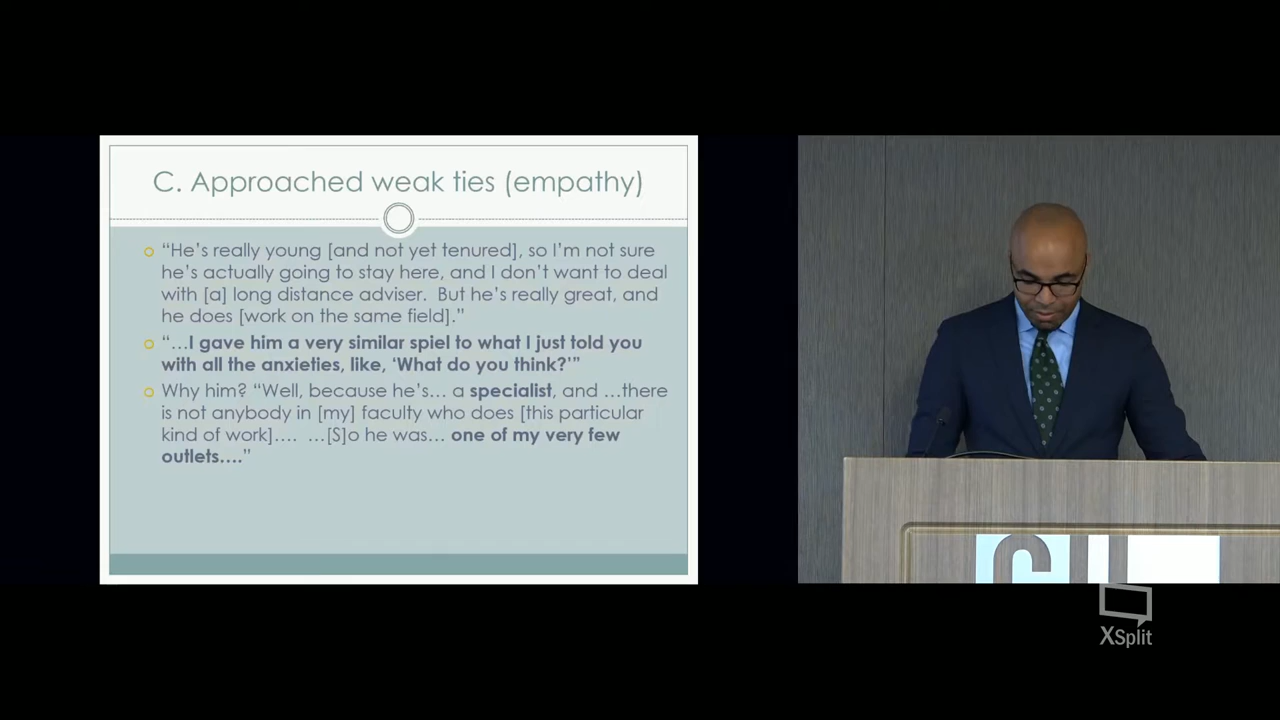 C. Approached weak ties (empathy)
“He’s really young [and not yet tenured], so I’m not sure
he’s actually going to stay here, and I don’t want to deal
with [a] long distance adviser.  But he’s really great, and
he does [work on the same field].”
“…I gave him a very similar spiel to what I just told you
with all the anxieties, like, ‘What do you think?’”
Why him? “Well, because he’s… a specialist, and …there
is not anybody in [my] faculty who does [this particular
kind of work]….  …[S]o he was… one of my very few
outlets….”
XSplit